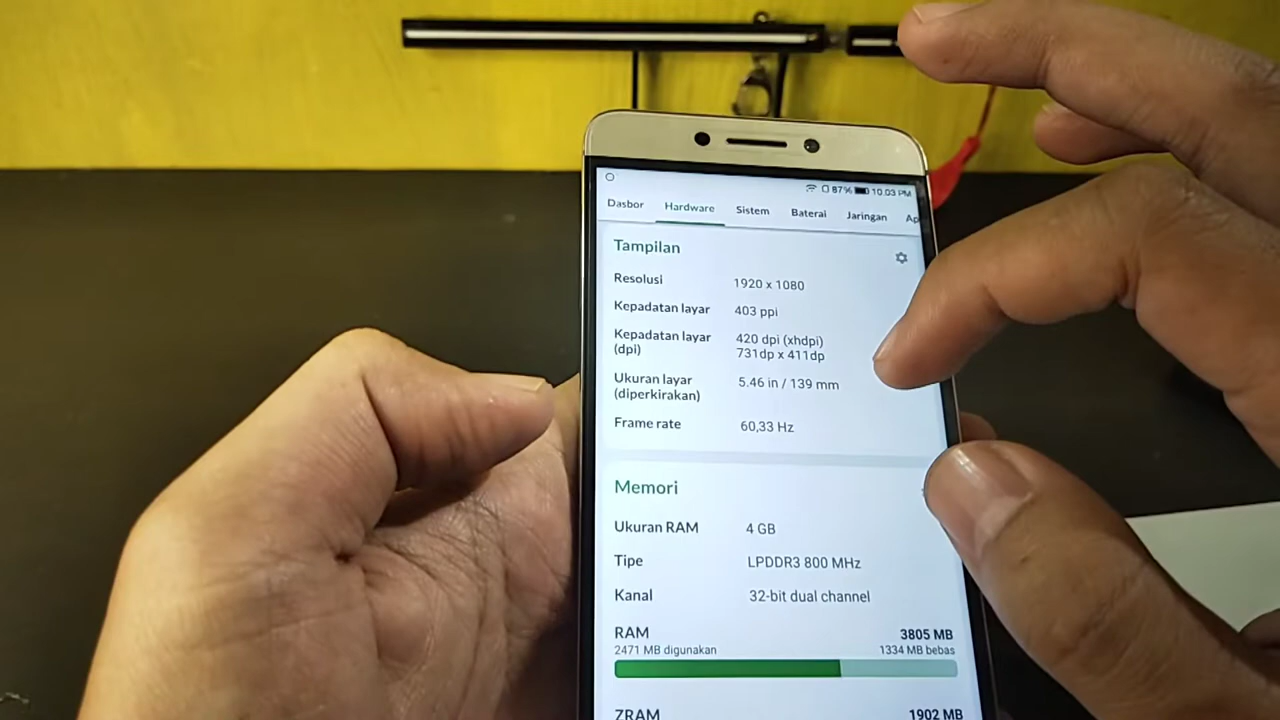 87% 10.03 PM
Dasbor Hardware Sistem Baterai Jaringan Ap
Tampilan
Resolusi 1920 x 1080
Kepadatan layar 403 ppi
Kepadatan layar 420 dpi (xhdpi)
(dpi) 731dp x 411dp
Ukuran layar 5.46 in / 139 mm
(diperkirakan)
Frame rate 60,33 Hz
Memori
Ukuran RAM 4 GB
Tipe LPDDR3 800 MHz
Kanal 32-bit dual channel
RAM 3805 MB
2471 MB digunakan 1334 MB bebas
ZRAM 1902 MB